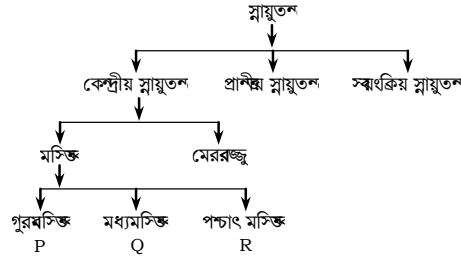 স্নায়ুতন্ত্র
কেন্দ্রীয় স্নায়ুতন্ত্র প্রান্তীয় স্নায়ুতন্ত্র স্বয়ংক্রিয় স্নায়ুতন্ত্র
মস্তিষ্ক মেরুরজ্জু
গুরুমস্তিষ্ক মধ্যমস্তিষ্ক পশ্চাৎ মস্তিষ্ক
P Q R